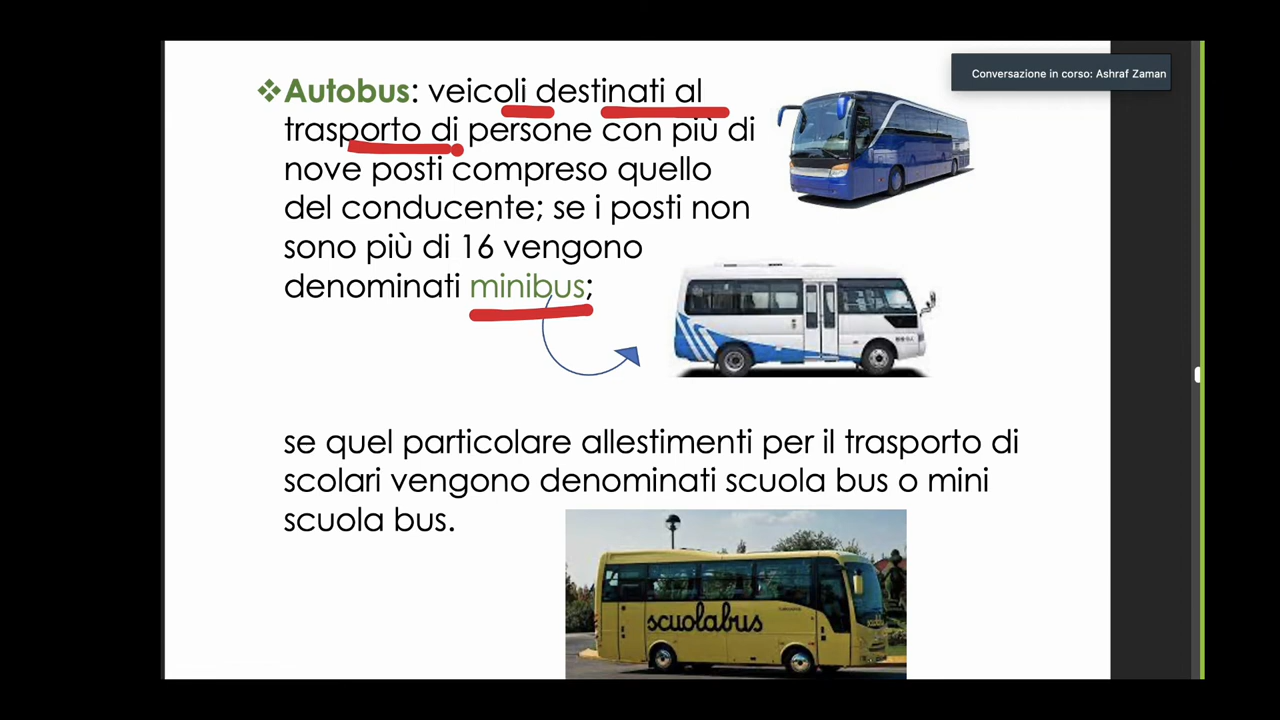 Conversazione in corso: Ashraf Zaman
❖Autobus: veicoli destinati al
trasporto di persone con più di
nove posti compreso quello
del conducente; se i posti non
sono più di 16 vengono
denominati minibus;
se quel particolare allestimenti per il trasporto di
scolari vengono denominati scuola bus o mini
scuola bus.
scuolabus